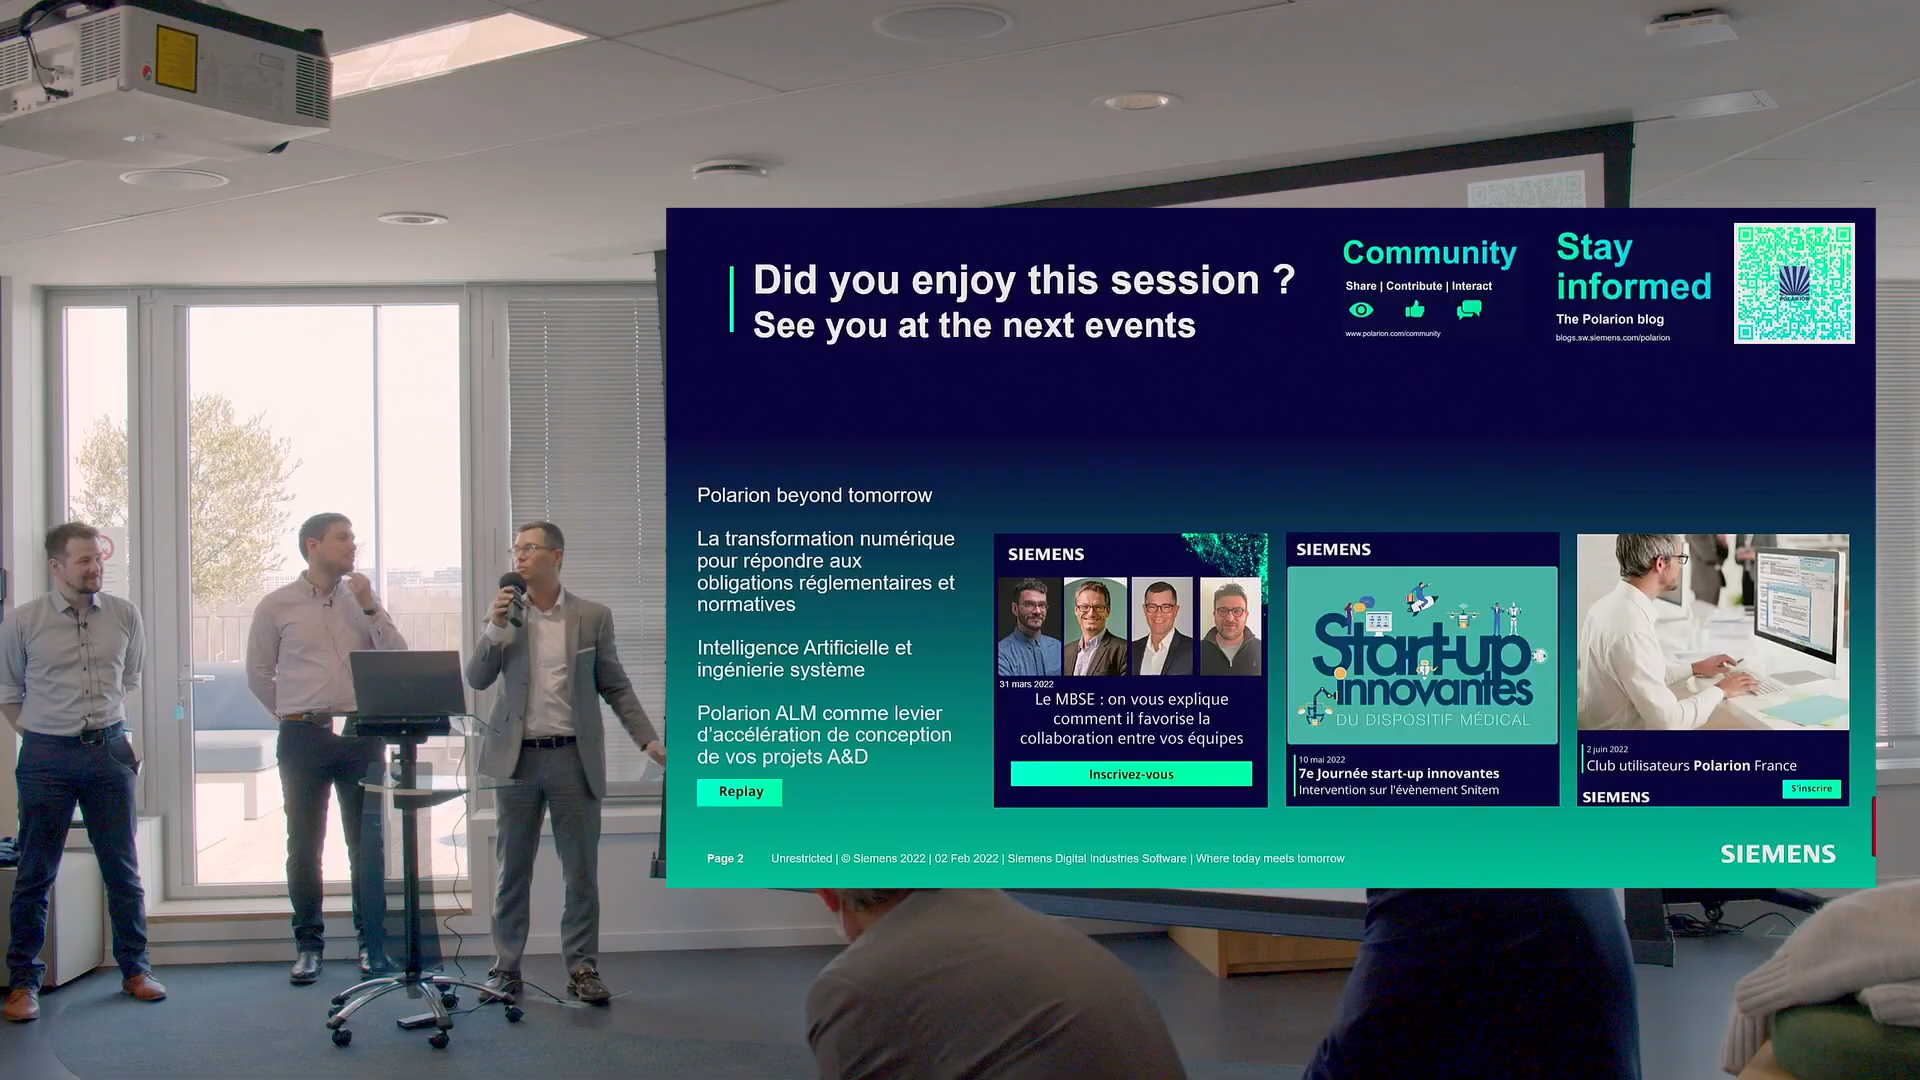 Did you enjoy this session ?
See you at the next events
Community
Share | Contribute | Interact
www.polarion.com/community
Stay
informed
The Polarion blog
blogs.sw.siemens.com/polarion
POLARION
Polarion beyond tomorrow
La transformation numérique
pour répondre aux
obligations réglementaires et
normatives
Intelligence Artificielle et
ingénierie système
Polarion ALM comme levier
d'accélération de conception
de vos projets A&D
Replay
SIEMENS
31 mars 2022
Le MBSE : on vous explique
comment il favorise la
collaboration entre vos équipes
Inscrivez-vous
SIEMENS
Start-up
innovantes
DU DISPOSITIF MÉDICAL
10 mai 2022
7e Journée start-up innovantes
Intervention sur l'évènement Snitem
2 juin 2022
Club utilisateurs Polarion France
S'inscrire
SIEMENS
Page 2 Unrestricted | © Siemens 2022 | 02 Feb 2022 | Siemens Digital Industries Software | Where today meets tomorrow
SIEMENS